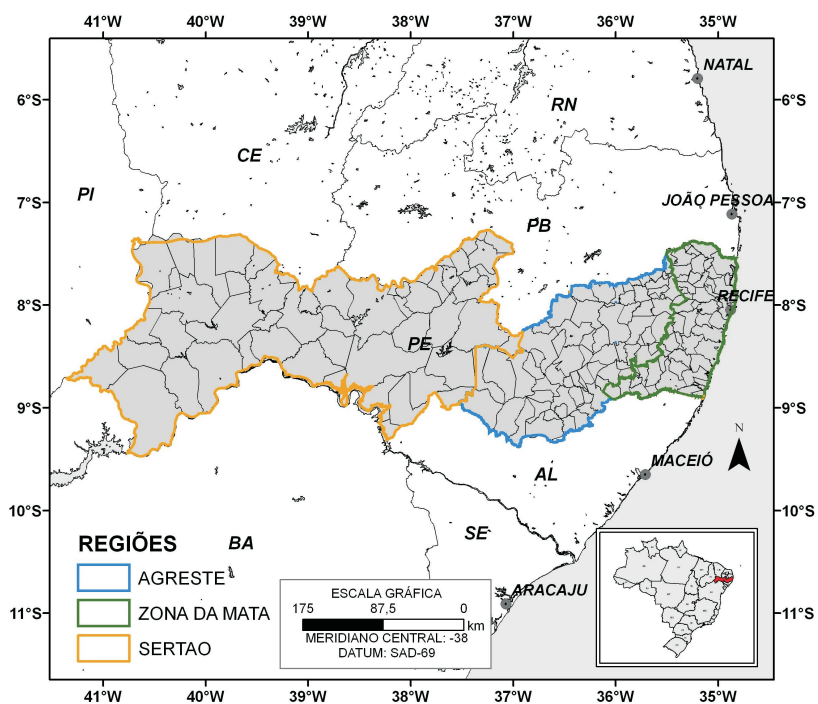 41°W 40°W 39°W 38°W 37°W 36°W 35°W
NATAL
6°S 6°S
RN
CE
PI
7°S 7°S
JOÃO PESSOA
PB
8°S RECIFE 8°S
PE
9°S 9°S
N
MACEIÓ
AL
10°S 10°S
SE
BA
REGIÕES
AGRESTE
ZONA DA MATA
SERTAO
ESCALA GRÁFICA
175 87,5 0
km
MERIDIANO CENTRAL: -38
DATUM: SAD-69
ARACAJU
11°S 11°S
41°W 40°W 39°W 38°W 37°W 36°W 35°W